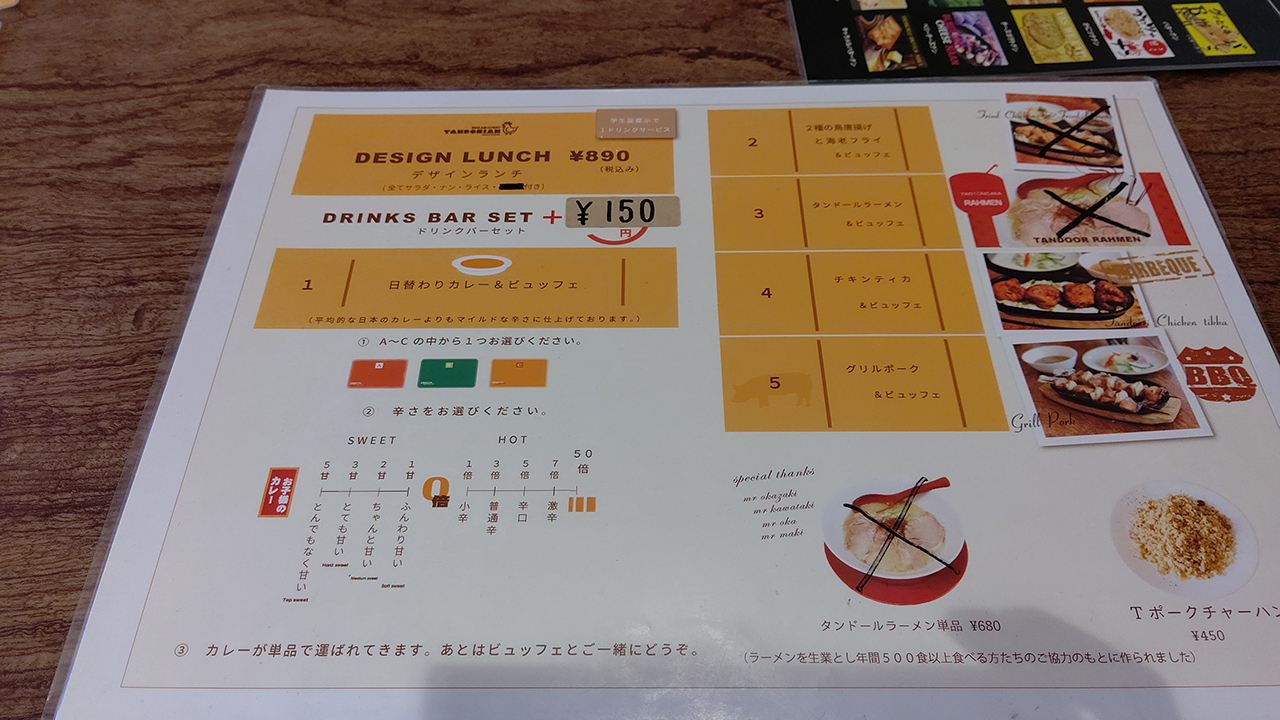 TANDORIAN
学生証提示で
1ドリンクサービス
DESIGN LUNCH ¥890
デザインランチ
(税込み)
(全てサラダ・ナン・ライス・付き)
DRINKS BAR SET + ¥150
ドリンクバーセット
円
1
日替わりカレー&ビュッフェ
(平均的な日本のカレーよりもマイルドな辛さに仕上げております。)
① A～Cの中から1つお選びください。
② 辛さをお選びください。
SWEET
HOT
お子様の
カレー
5甘
3甘
2甘
1甘
0倍
1倍
3倍
5倍
7倍
50倍
とんでもなく甘い
とても甘い
ちゃんと甘い
ふんわり甘い
小辛
普通辛
辛口
激辛
Top sweet
Hard sweet
Medium sweet
Soft sweet
③ カレーが単品で運ばれてきます。あとはビュッフェとご一緒にどうぞ。
2
2種の鳥唐揚げ
と海老フライ
&ビュッフェ
3
タンドールラーメン
&ビュッフェ
RAHMEN
TANDOOR RAHMEN
4
チキンティカ
&ビュッフェ
BARBEQUE
Tandoor Chicken tikka
5
グリルポーク
&ビュッフェ
BBQ
Grill Pork
special thanks
mr okazaki
mr kawataki
mr oka
mr maki
タンドールラーメン単品 ¥680
Tポークチャーハン
¥450
(ラーメンを生業とし年間500食以上食べる方たちのご協力のもとに作られました)